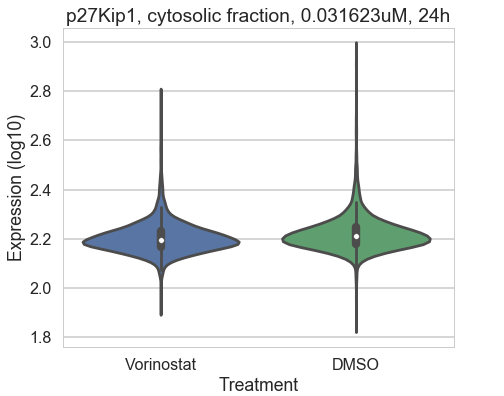 p27Kip1, cytosolic fraction, 0.031623uM, 24h
Expression (log10)
3.0
2.8
2.6
2.4
2.2
2.0
1.8
Vorinostat
DMSO
Treatment